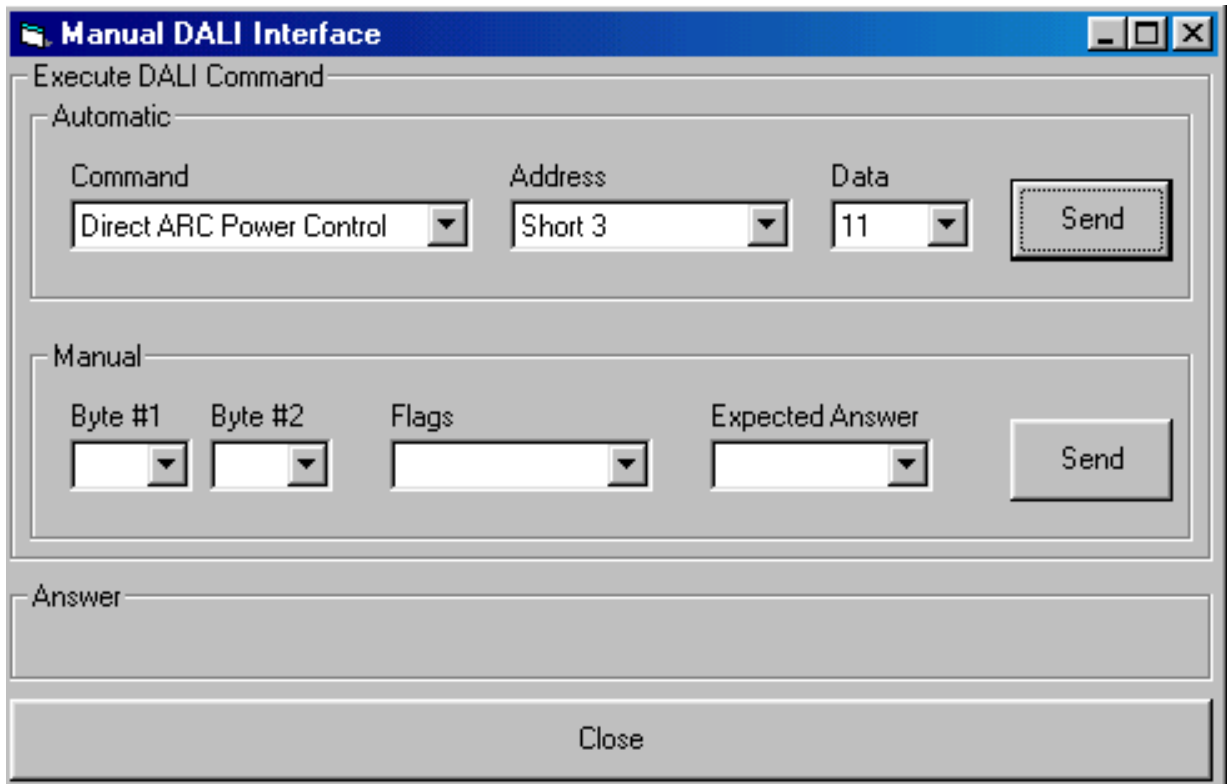 Manual DALI Interface
Execute DALI Command
Automatic
Command Address Data
Direct ARC Power Control Short 3 11 Send
Manual
Byte #1 Byte #2 Flags Expected Answer
Send
Answer
Close